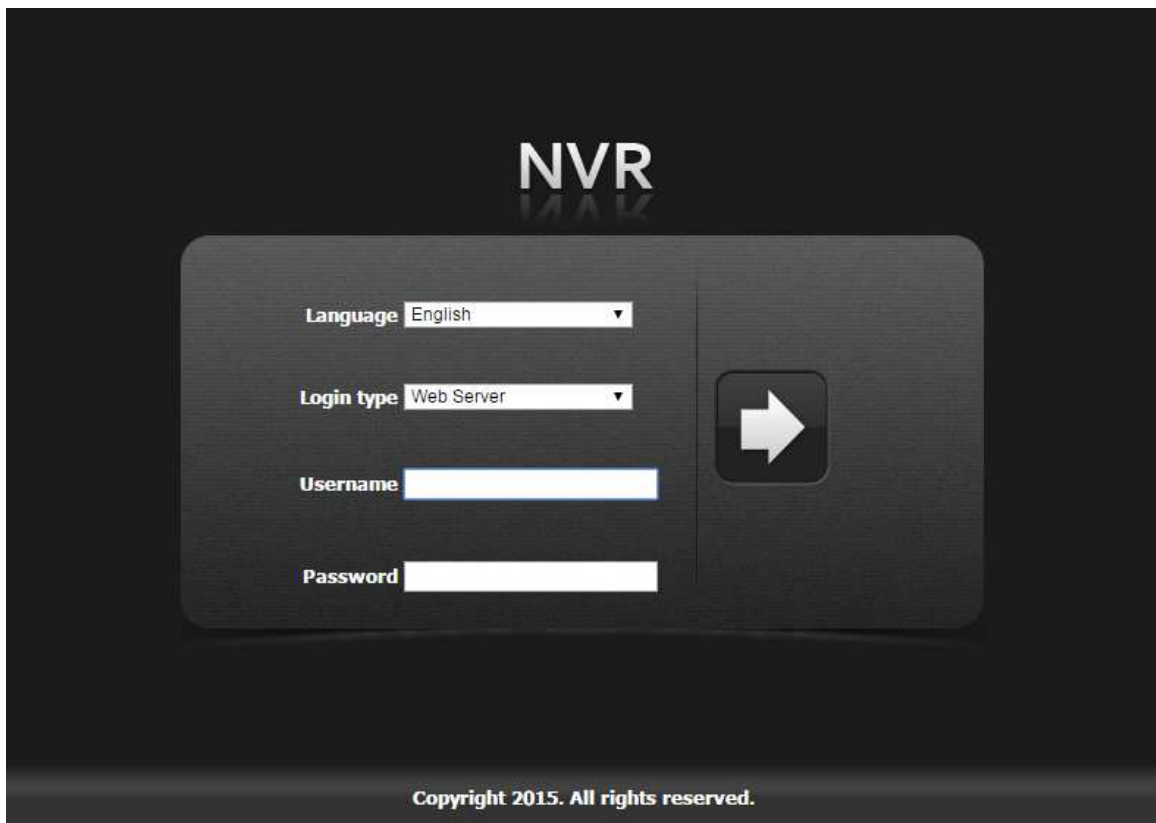 NVR
Language English
Login type Web Server
Username
Password
Copyright 2015. All rights reserved.